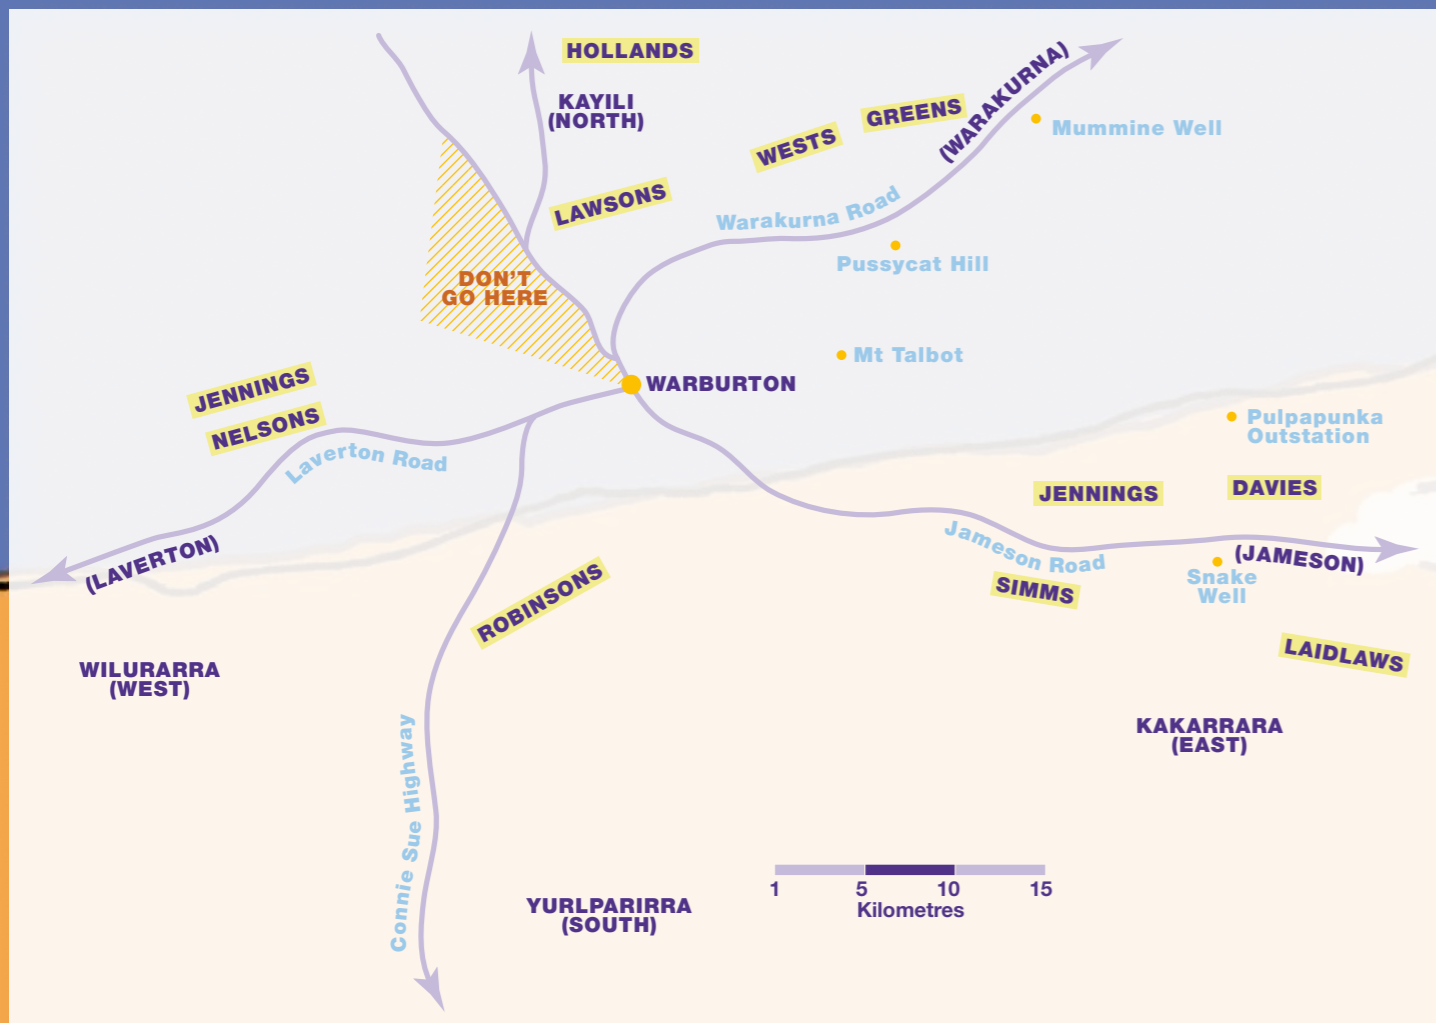 HOLLANDS
KAYILI
(NORTH)
GREENS
WESTS
(WARAKURNA)
Mummine Well
LAWSONS
Warakurna Road
Pussycat Hill
DON'T
GO HERE
Mt Talbot
WARBURTON
JENNINGS
NELSONS
Laverton Road
Pulpapunka
Outstation
JENNINGS
DAVIES
(LAVERTON)
Jameson Road
(JAMESON)
SIMMS
Snake
Well
ROBINSONS
LAIDLAWS
WILURARRA
(WEST)
KAKARRARA
(EAST)
Connie Sue Highway
1 5 10 15
Kilometres
YURLPARIRRA
(SOUTH)